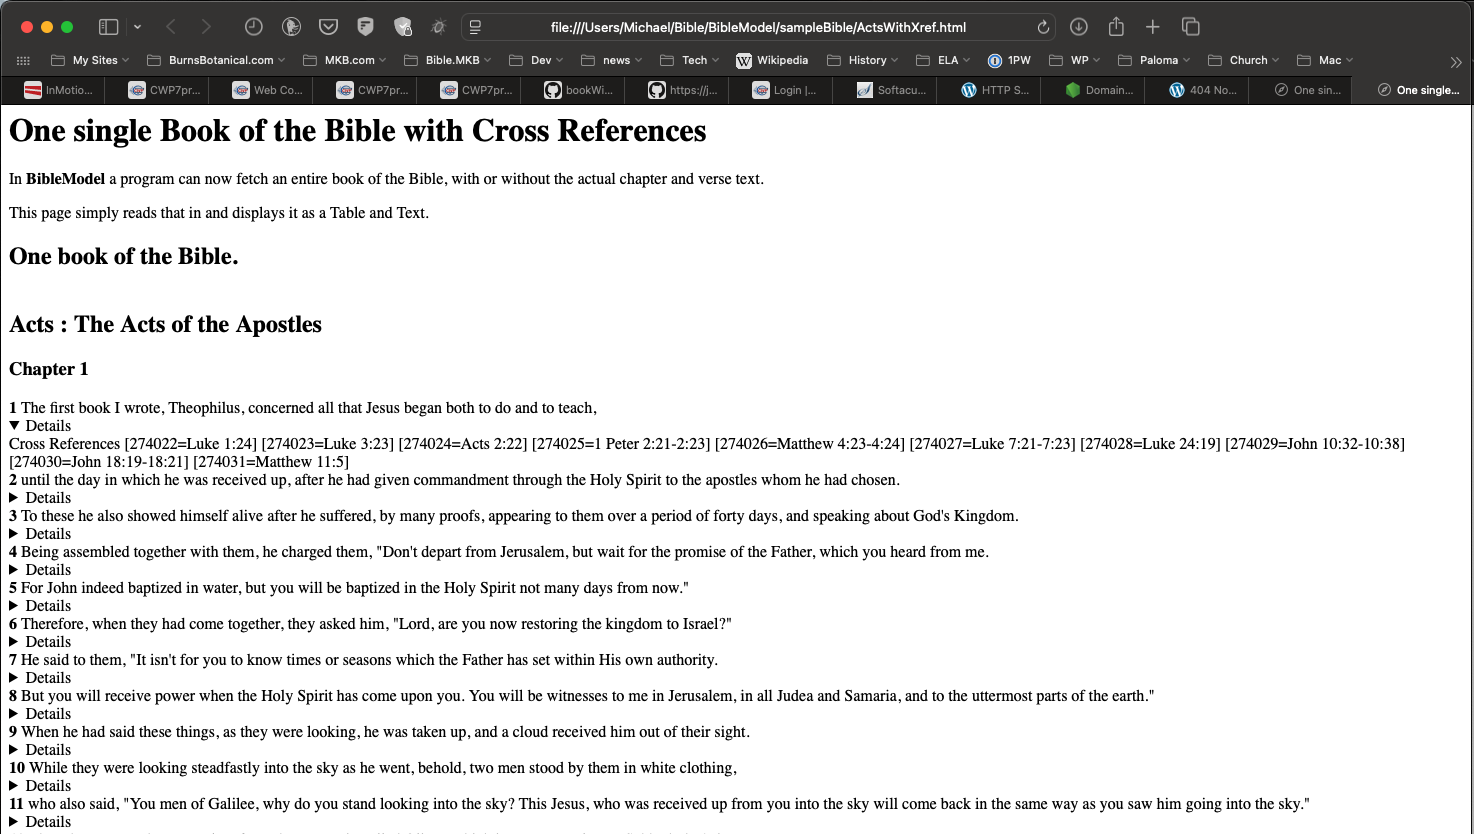 file:///Users/Michael/Bible/BibleModel/sampleBible/ActsWithXref.html
My Sites BurnsBotanical.com MKB.com Bible.MKB Dev news Tech Wikipedia History ELA 1PW WP Paloma Church Mac
InMotio... CWP7pr... Web Co... CWP7pr... CWP7pr... bookWi... https://j... Login |... Softacu... HTTP S... Domain... 404 No... One sin... One single...
One single Book of the Bible with Cross References
In BibleModel a program can now fetch an entire book of the Bible, with or without the actual chapter and verse text.
This page simply reads that in and displays it as a Table and Text.
One book of the Bible.
Acts : The Acts of the Apostles
Chapter 1
1 The first book I wrote, Theophilus, concerned all that Jesus began both to do and to teach,
▼ Details
Cross References [274022=Luke 1:24] [274023=Luke 3:23] [274024=Acts 2:22] [274025=1 Peter 2:21-2:23] [274026=Matthew 4:23-4:24] [274027=Luke 7:21-7:23] [274028=Luke 24:19] [274029=John 10:32-10:38]
[274030=John 18:19-18:21] [274031=Matthew 11:5]
2 until the day in which he was received up, after he had given commandment through the Holy Spirit to the apostles whom he had chosen.
▶ Details
3 To these he also showed himself alive after he suffered, by many proofs, appearing to them over a period of forty days, and speaking about God's Kingdom.
▶ Details
4 Being assembled together with them, he charged them, "Don't depart from Jerusalem, but wait for the promise of the Father, which you heard from me.
▶ Details
5 For John indeed baptized in water, but you will be baptized in the Holy Spirit not many days from now."
▶ Details
6 Therefore, when they had come together, they asked him, "Lord, are you now restoring the kingdom to Israel?"
▶ Details
7 He said to them, "It isn't for you to know times or seasons which the Father has set within His own authority.
▶ Details
8 But you will receive power when the Holy Spirit has come upon you. You will be witnesses to me in Jerusalem, in all Judea and Samaria, and to the uttermost parts of the earth."
▶ Details
9 When he had said these things, as they were looking, he was taken up, and a cloud received him out of their sight.
▶ Details
10 While they were looking steadfastly into the sky as he went, behold, two men stood by them in white clothing,
▶ Details
11 who also said, "You men of Galilee, why do you stand looking into the sky? This Jesus, who was received up from you into the sky will come back in the same way as you saw him going into the sky."
▶ Details